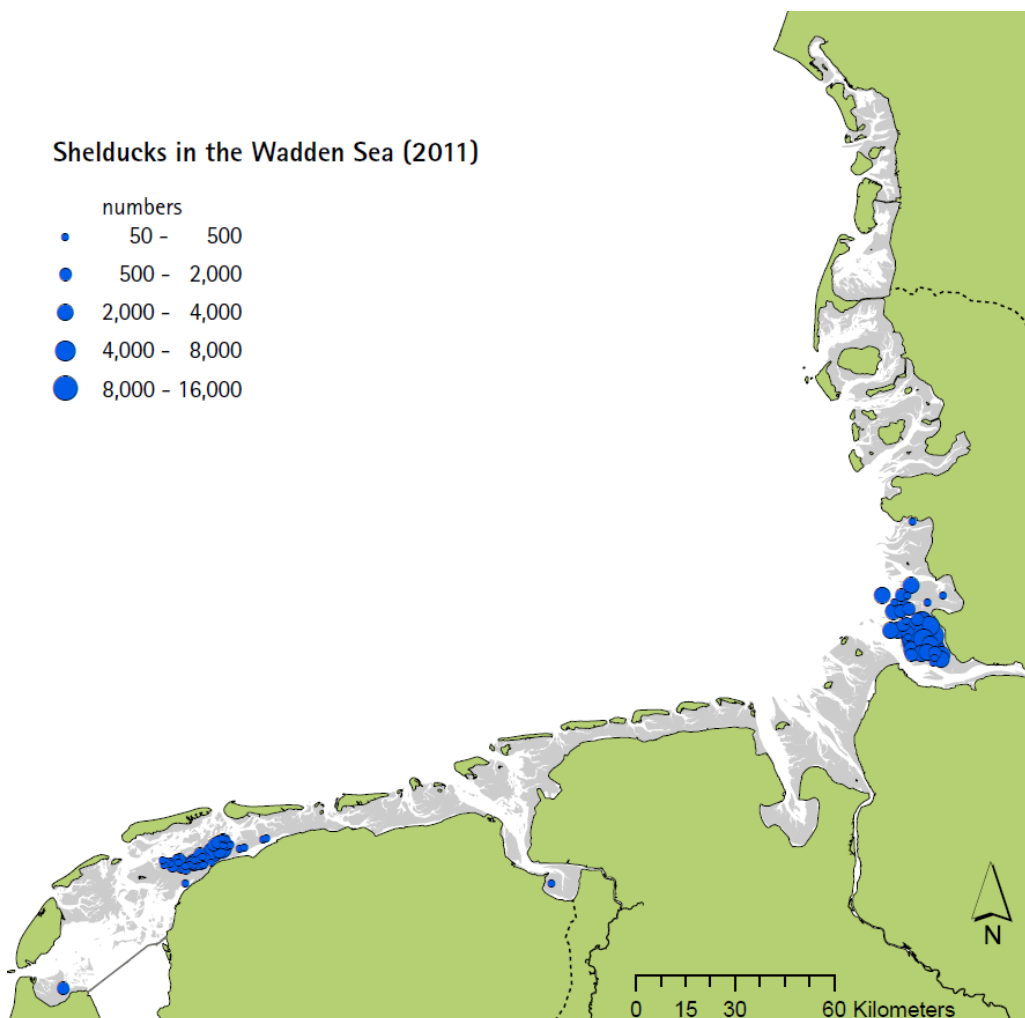 Shelducks in the Wadden Sea (2011)
numbers
50 - 500
500 - 2,000
2,000 - 4,000
4,000 - 8,000
8,000 - 16,000
N
0 15 30 60 Kilometers